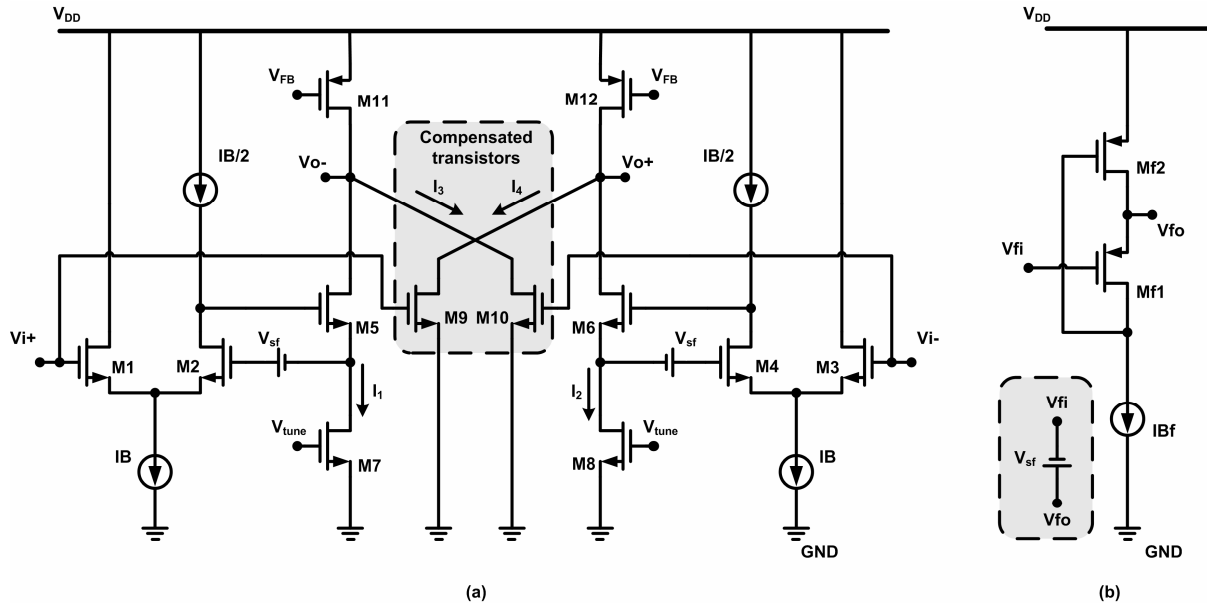 VDD
VFB
M11
Compensated
transistors
VFB
M12
IB/2
Vo-
I3
I4
Vo+
IB/2
M5
M9
M10
M6
Vi+
M1
M2
Vsf
I1
Vtune
M7
IB
I2
Vtune
M8
Vsf
M4
M3
Vi-
IB
GND
(a)
VDD
Mf2
Vfo
Vfi
Mf1
IBf
Vfi
Vsf
Vfo
GND
(b)